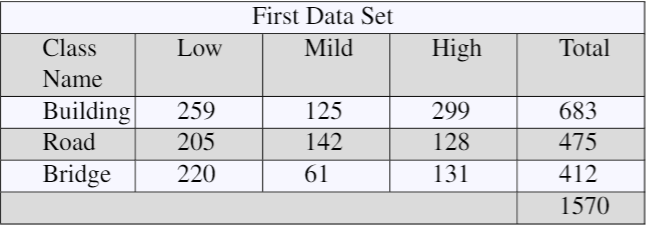 First Data Set
Class Name Low Mild High Total
Building 259 125 299 683
Road 205 142 128 475
Bridge 220 61 131 412
1570